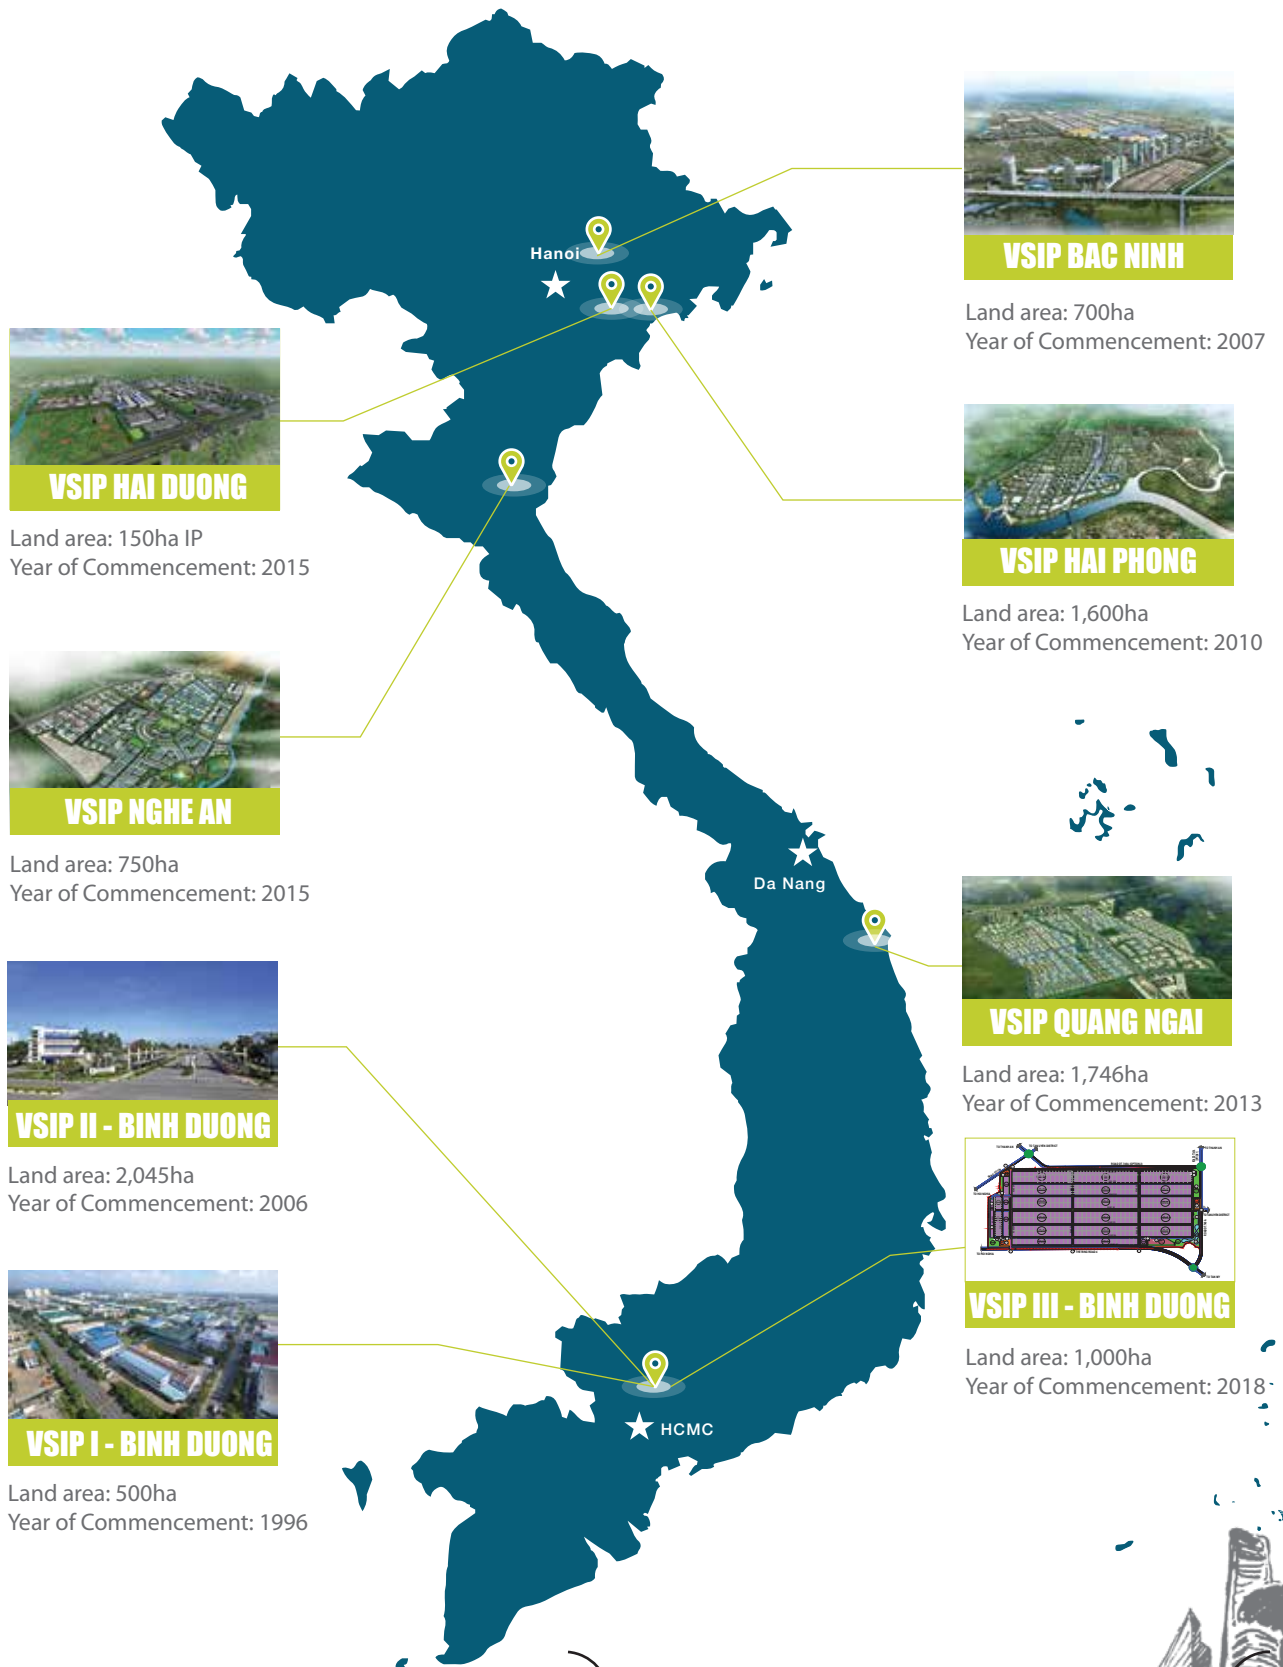 Hanoi
VSIP BAC NINH
Land area: 700ha
Year of Commencement: 2007
VSIP HAI DUONG
Land area: 150ha IP
Year of Commencement: 2015
VSIP HAI PHONG
Land area: 1,600ha
Year of Commencement: 2010
VSIP NGHE AN
Land area: 750ha
Year of Commencement: 2015
Da Nang
VSIP QUANG NGAI
Land area: 1,746ha
Year of Commencement: 2013
VSIP II - BINH DUONG
Land area: 2,045ha
Year of Commencement: 2006
VSIP III - BINH DUONG
Land area: 1,000ha
Year of Commencement: 2018
HCMC
VSIP I - BINH DUONG
Land area: 500ha
Year of Commencement: 1996